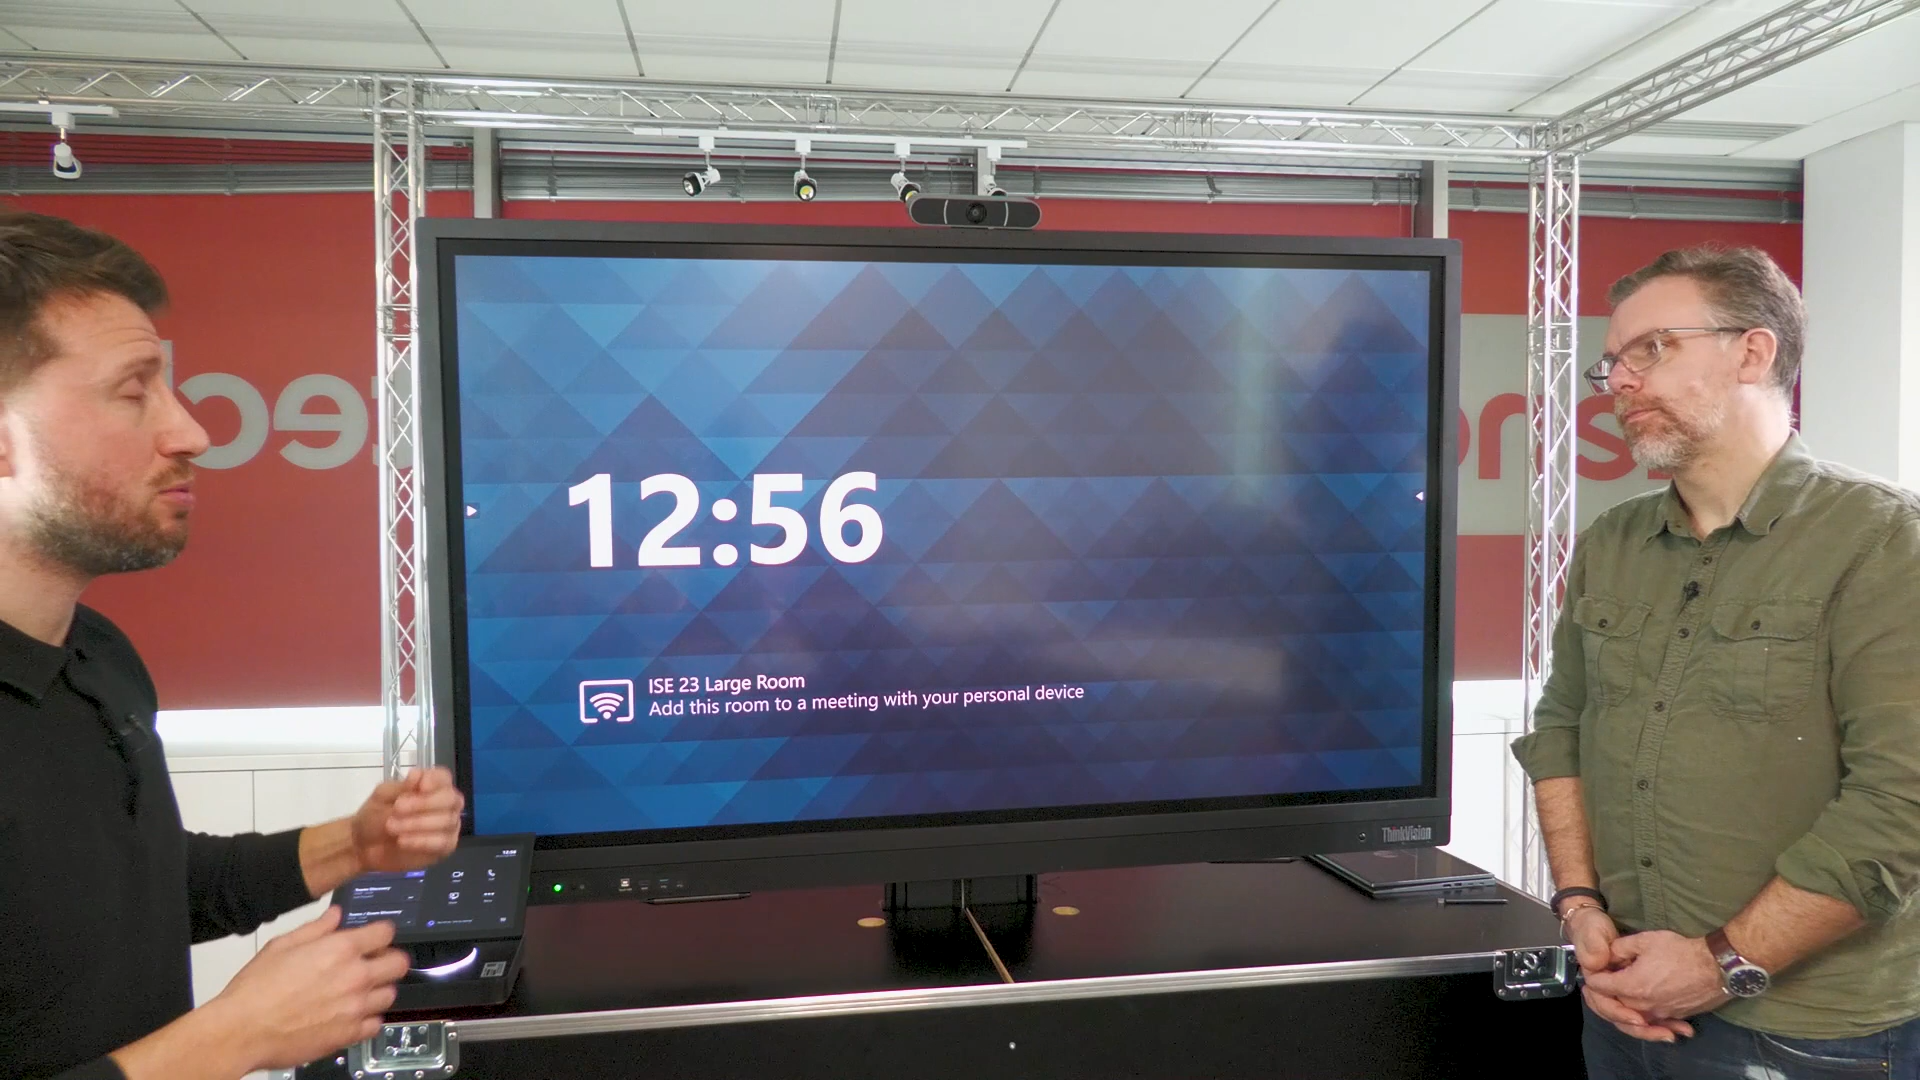 12:56
ISE 23 Large Room
Add this room to a meeting with your personal device
ThinkVision